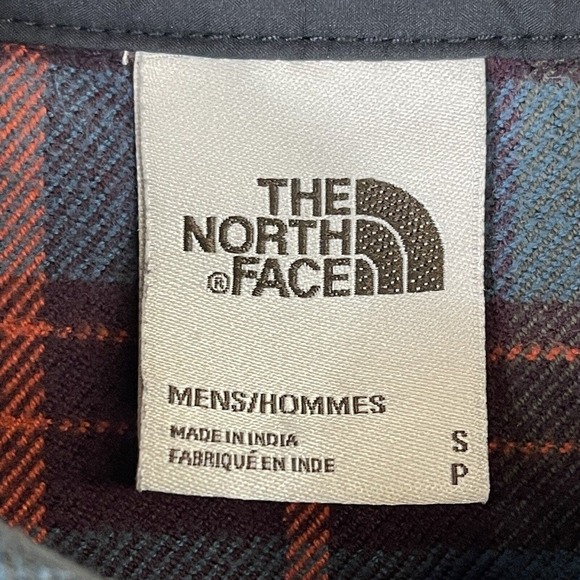 THE
NORTH
®FACE
MENS/HOMMES
MADE IN INDIA
FABRIQUÉ EN INDE
S
P